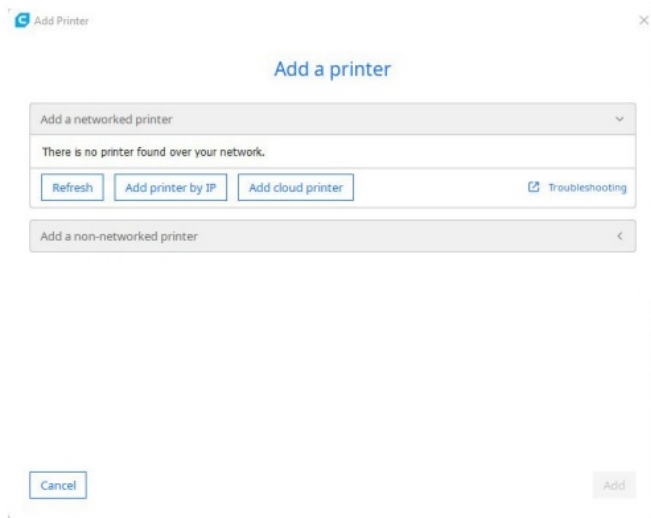 Add Printer
Add a printer
Add a networked printer
There is no printer found over your network.
Refresh Add printer by IP Add cloud printer Troubleshooting
Add a non-networked printer
Cancel Add